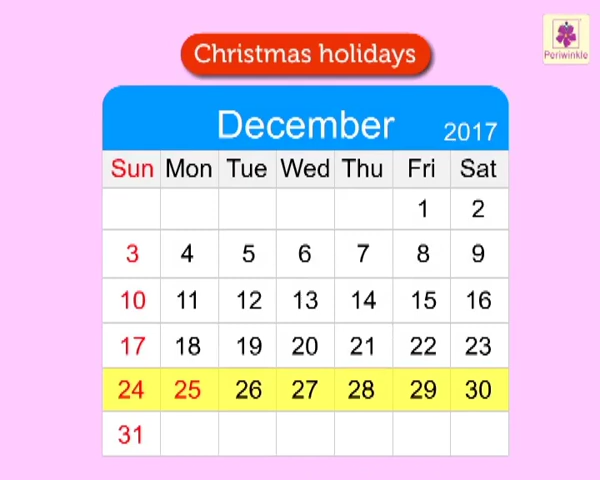 Christmas holidays
Periwinkle
December 2017
Sun Mon Tue Wed Thu Fri Sat
1 2
3 4 5 6 7 8 9
10 11 12 13 14 15 16
17 18 19 20 21 22 23
24 25 26 27 28 29 30
31